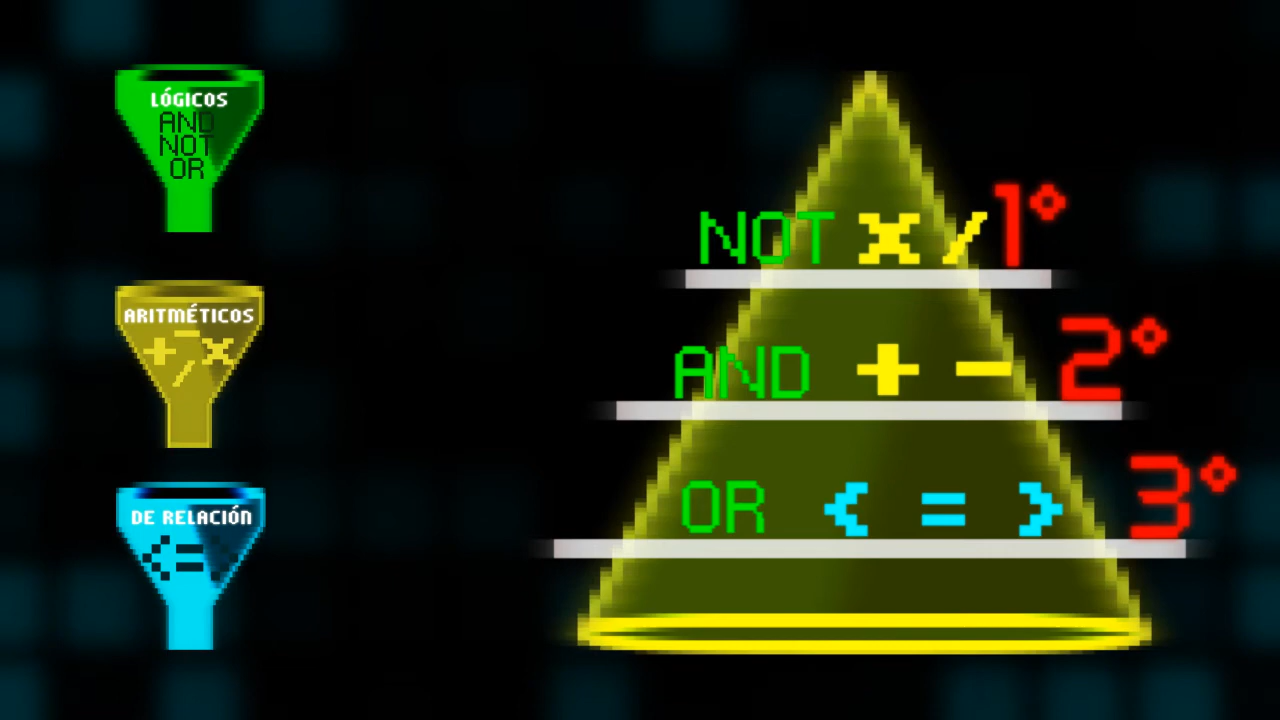 LÓGICOS
AND
NOT
OR
ARITMÉTICOS
+ - x
/
DE RELACIÓN
< = >
NOT x / 1°
AND + - 2°
OR < = > 3°